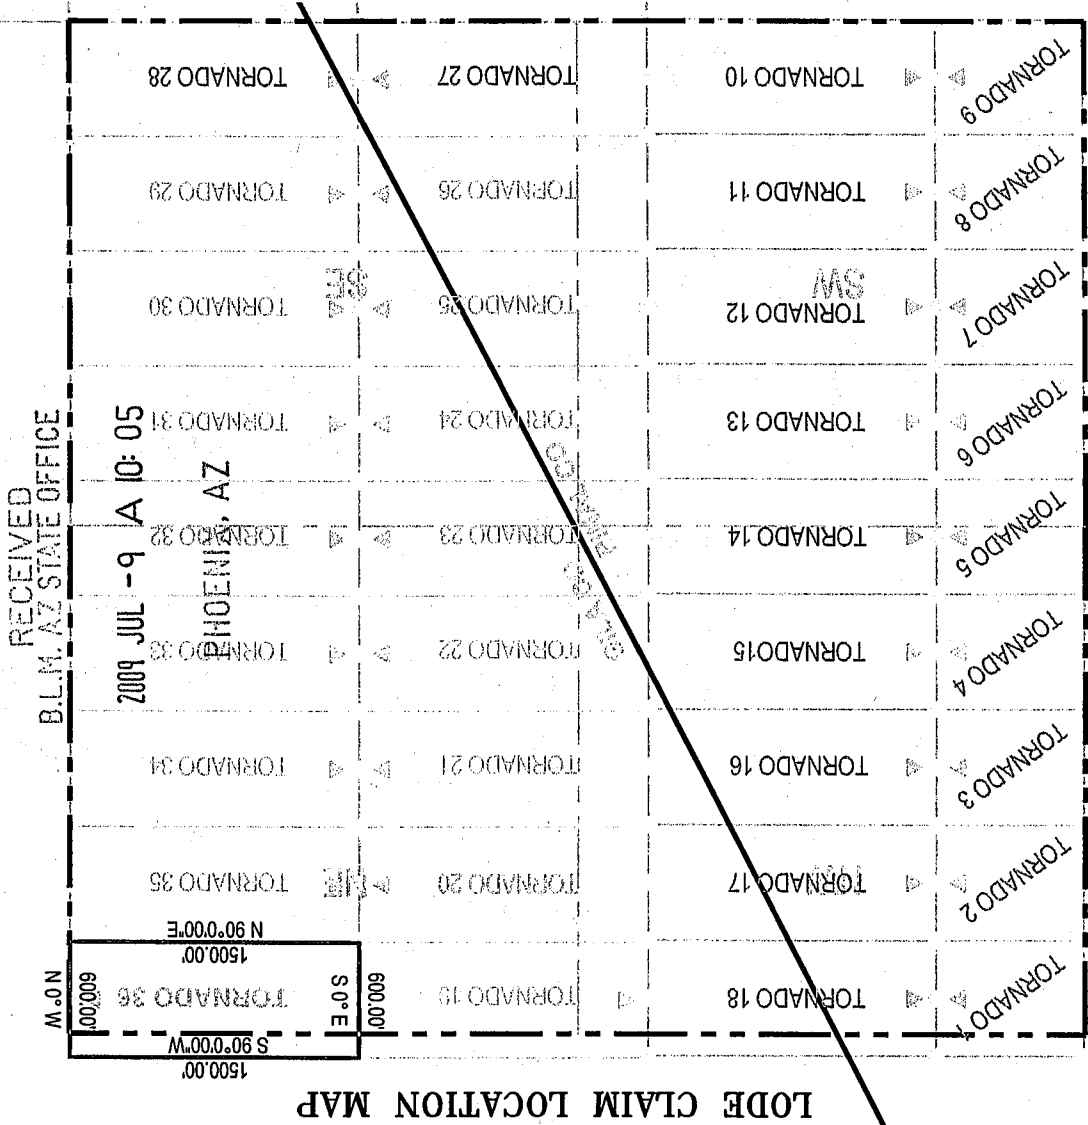 LODE CLAIM LOCATION MAP
1500.00'
S 90°0'00"W
TORNADO 1
TORNADO 18
TORNADO 19
600.00'
S 0° E
TORNADO 36
600.00'
N 0° W
1500.00'
N 90°0'00"E
TORNADO 2
TORNADO 17
TORNADO 20
NE
TORNADO 35
TORNADO 3
TORNADO 16
TORNADO 21
TORNADO 34
TORNADO 4
TORNADO15
GILA CO
PINAL CO
TORNADO 22
TORNADO 33
TORNADO 5
TORNADO 14
TORNADO 23
TORNADO 32
TORNADO 6
TORNADO 13
TORNADO 24
TORNADO 31
TORNADO 7
TORNADO 12
SW
TORNADO 25
SE
TORNADO 30
TORNADO 8
TORNADO 11
TORNADO 26
TORNADO 29
TORNADO 9
TORNADO 10
TORNADO 27
TORNADO 28
RECEIVED
B.L.M. AZ STATE OFFICE
2009 JUL -9 A 10:05
PHOENIX, AZ